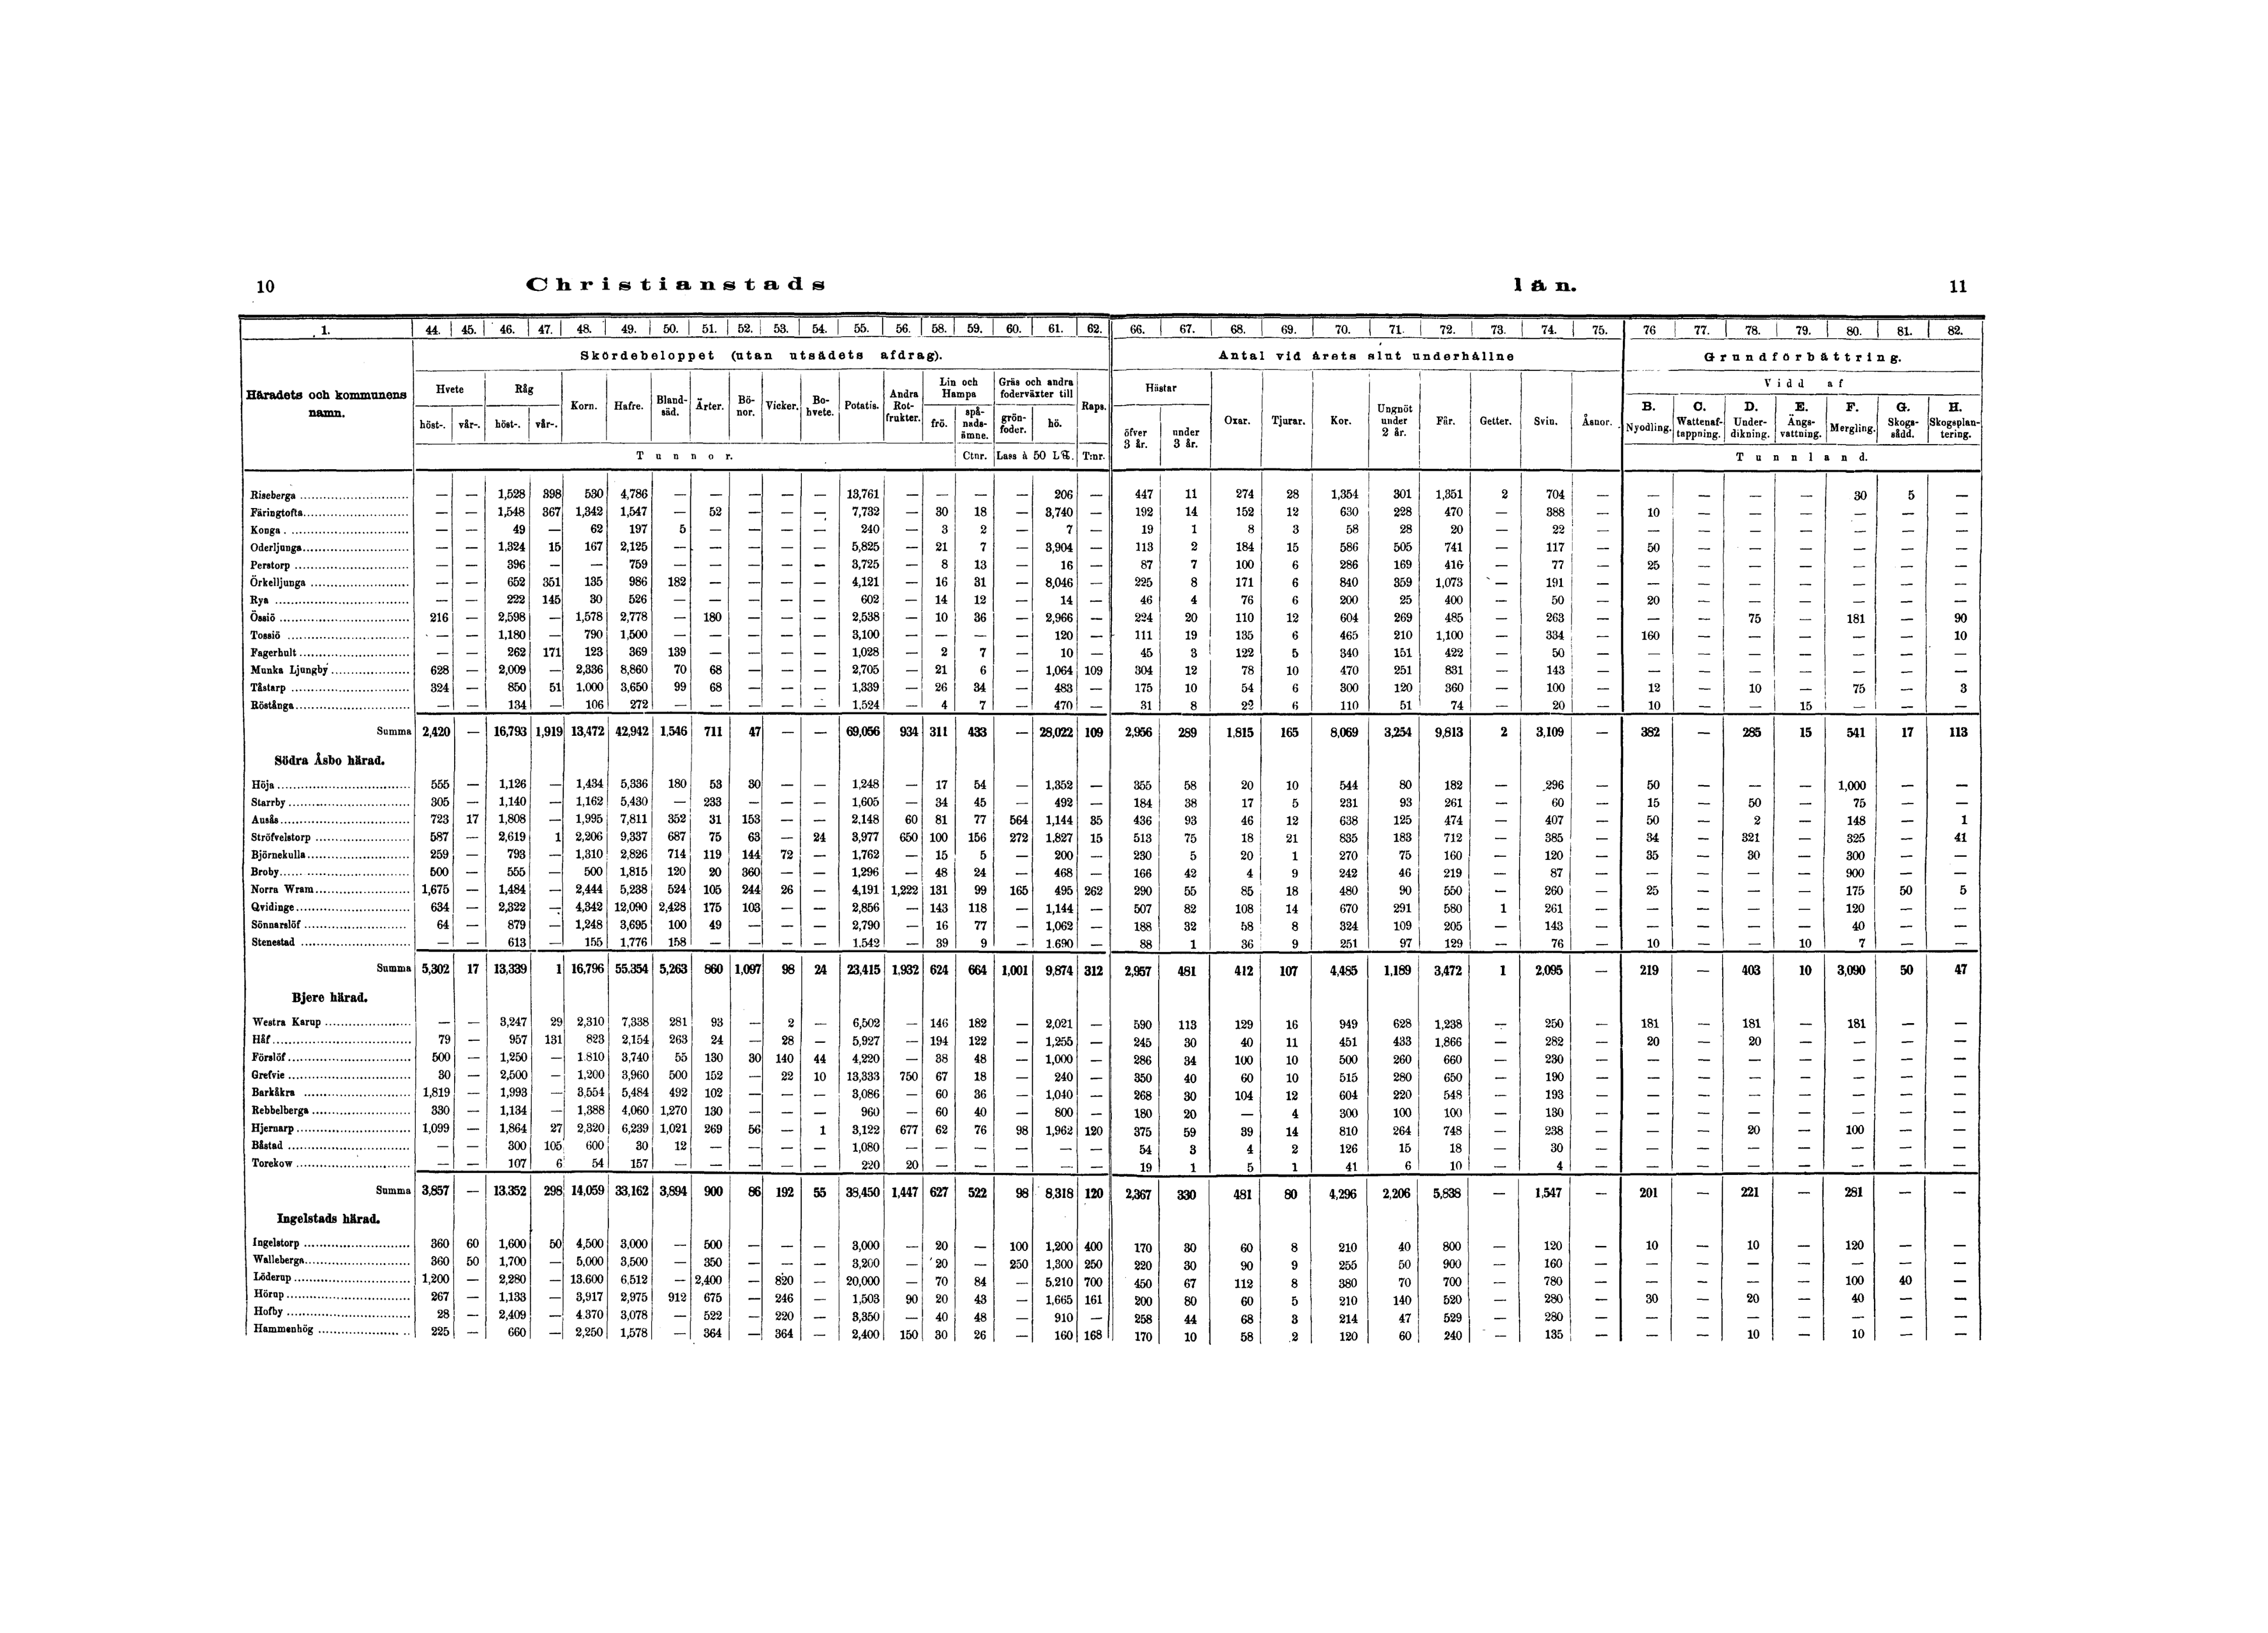 10 Christianstads län. 11
1. 44. 45. 46. 47. 48. 49. 50. 51. 52. 53. 54. 55. 56. 58. 59. 60. 61. 62. 66. 67. 68. 69. 70. 71. 72. 73. 74. 75. 76 77. 78. 79. 80. 81. 82.
Skördebeloppet (utan utsädets afdrag). Antal vid årets slut underhållne Grundförbättring.
Häradets och kommunens namn. Hvete Råg Korn. Hafre. Bland-säd. Ärter. Bö-nor. Vicker. Bo-hvete. Potatis. Andra Rot-frukter. Lin och Hampa Gräs och andra foderväxter till Raps. Hästar Oxar. Tjurar. Kor. Ungnöt under 2 år. Får. Getter. Svin. Åsnor. Vidd af
höst-. vår-. höst-. vår-. frö. spå-nads-ämne. grön-foder. hö. öfver 3 år. under 3 år. B. Nyodling. C. Wattenaf-tappning. D. Under-dikning. E. Ängs-vattning. F. Mergling. G. Skogs-sådd. H. Skogsplan-tering.
Tunnor. Ctnr. Lass à 50 L℔. T:nr. Tunnland.
Riseberga — — 1,528 398 530 4,786 — — — — — 13,761 — — — — 206 — 447 11 274 28 1,354 301 1,351 2 704 — — — — — 30 5 —
Färingtofta — — 1,548 367 1,342 1,547 — 52 — — — 7,732 — 30 18 — 3,740 — 192 14 152 12 630 228 470 — 388 — 10 — — — — — —
Konga — — 49 — 62 197 5 — — — — 240 — 3 2 — 7 — 19 1 8 3 58 28 20 — 22 — — — — — — — —
Oderljunga — — 1,324 15 167 2,125 — — — — — 5,825 — 21 7 — 3,904 — 113 2 184 15 586 505 741 — 117 — 50 — — — — — —
Perstorp — — 396 — — 759 — — — — — 3,725 — 8 13 — 16 — 87 7 100 6 286 169 416 — 77 — 25 — — — — — —
Örkelljunga — — 652 351 135 986 182 — — — — 4,121 — 16 31 — 8,046 — 225 8 171 6 840 359 1,073 — 191 — — — — — — — —
Rya — — 222 145 30 526 — — — — — 602 — 14 12 — 14 — 46 4 76 6 200 25 400 — 50 — 20 — — — — — —
Össiö 216 — 2,598 — 1,578 2,778 — 180 — — — 2,538 — 10 36 — 2,966 — 224 20 110 12 604 269 485 — 263 — — — 75 — 181 — 90
Tossiö — — 1,180 — 790 1,500 — — — — — 3,100 — — — — 120 — 111 19 135 6 465 210 1,100 — 334 — 160 — — — — — 10
Fagerhult — — 262 171 123 369 139 — — — — 1,028 — 2 7 — 10 — 45 3 122 5 340 151 422 — 50 — — — — — — — —
Munka Ljungby 628 — 2,009 — 2,336 8,860 70 68 — — — 2,705 — 21 6 — 1,064 109 304 12 78 10 470 251 831 — 143 — — — — — — — —
Tåstarp 324 — 850 51 1,000 3,650 99 68 — — — 1,339 — 26 34 — 483 — 175 10 54 6 300 120 360 — 100 — 12 — 10 — 75 — 3
Röstånga — — 134 — 106 272 — — — — — 1,524 — 4 7 — 470 — 31 8 22 6 110 51 74 — 20 — 10 — — 15 — — —
Summa 2,420 — 16,793 1,919 13,472 42,942 1,546 711 47 — — 69,056 934 311 433 — 28,022 109 2,956 289 1,815 165 8,069 3,254 9,813 2 3,109 — 382 — 285 15 541 17 113
Södra Åsbo härad.
Höja 555 — 1,126 — 1,434 5,336 180 53 30 — — 1,248 — 17 54 — 1,352 — 355 58 20 10 544 80 182 — 296 — 50 — — — 1,000 — —
Starrby 305 — 1,140 — 1,162 5,430 — 233 — — — 1,605 — 34 45 — 492 — 184 38 17 5 231 93 261 — 60 — 15 — 50 — 75 — —
Ausås 723 17 1,808 — 1,995 7,811 352 31 153 — — 2,148 60 81 77 564 1,144 35 436 93 46 12 638 125 474 — 407 — 50 — 2 — 148 — 1
Ströfvelstorp 587 — 2,619 1 2,206 9,337 687 75 63 — 24 3,977 650 100 156 272 1,827 15 513 75 18 21 835 183 712 — 385 — 34 — 321 — 325 — 41
Björnekulla 259 — 793 — 1,310 2,826 714 119 144 72 — 1,762 — 15 5 — 200 — 230 5 20 1 270 75 160 — 120 — 35 — 30 — 300 — —
Broby 500 — 555 — 500 1,815 120 20 360 — — 1,296 — 48 24 — 468 — 166 42 4 9 242 46 219 — 87 — — — — — 900 — —
Norra Wram 1,675 — 1,484 — 2,444 5,238 524 105 244 26 — 4,191 1,222 131 99 165 495 262 290 55 85 18 480 90 550 — 260 — 25 — — — 175 50 5
Qvidinge 634 — 2,322 — 4,342 12,090 2,428 175 103 — — 2,856 — 143 118 — 1,144 — 507 82 108 14 670 291 580 1 261 — — — — — 120 — —
Sönnarslöf 64 — 879 — 1,248 3,695 100 49 — — — 2,790 — 16 77 — 1,062 — 188 32 58 8 324 109 205 — 143 — — — — — 40 — —
Stenestad — — 613 — 155 1,776 158 — — — — 1,542 — 39 9 — 1,690 — 88 1 36 9 251 97 129 — 76 — 10 — — 10 7 — —
Summa 5,302 17 13,339 1 16,796 55,354 5,263 860 1,097 98 24 23,415 1,932 624 664 1,001 9,874 312 2,957 481 412 107 4,485 1,189 3,472 1 2,095 — 219 — 403 10 3,090 50 47
Bjere härad.
Westra Karup — — 3,247 29 2,310 7,338 281 93 — 2 — 6,502 — 146 182 — 2,021 — 590 113 129 16 949 628 1,238 — 250 — 181 — 181 — 181 — —
Håf 79 — 957 131 823 2,154 263 24 — 28 — 5,927 — 194 122 — 1,255 — 245 30 40 11 451 433 1,866 — 282 — 20 — 20 — — — —
Förslöf 500 — 1,250 — 1,810 3,740 55 130 30 140 44 4,220 — 38 48 — 1,000 — 286 34 100 10 500 260 660 — 230 — — — — — — — —
Grefvie 30 — 2,500 — 1,200 3,960 500 152 — 22 10 13,333 750 67 18 — 240 — 350 40 60 10 515 280 650 — 190 — — — — — — — —
Barkåkra 1,819 — 1,993 — 3,554 5,484 492 102 — — — 3,086 — 60 36 — 1,040 — 268 30 104 12 604 220 548 — 193 — — — — — — — —
Rebbelberga 330 — 1,134 — 1,388 4,060 1,270 130 — — — 960 — 60 40 — 800 — 180 20 — 4 300 100 100 — 130 — — — — — — — —
Hjernarp 1,099 — 1,864 27 2,320 6,239 1,021 269 56 — 1 3,122 677 62 76 98 1,962 120 375 59 39 14 810 264 748 — 238 — — — 20 — 100 — —
Båstad — — 300 105 600 30 12 — — — — 1,080 — — — — — — 54 3 4 2 126 15 18 — 30 — — — — — — — —
Torekow — — 107 6 54 157 — — — — — 220 20 — — — — — 19 1 5 1 41 6 10 — 4 — — — — — — — —
Summa 3,857 — 13,352 298 14,059 33,162 3,894 900 86 192 55 38,450 1,447 627 522 98 8,318 120 2,367 330 481 80 4,296 2,206 5,838 — 1,547 — 201 — 221 — 281 — —
Ingelstads härad.
Ingelstorp 360 60 1,600 50 4,500 3,000 — 500 — — — 3,000 — 20 — 100 1,200 400 170 30 60 8 210 40 800 — 120 — 10 — 10 — 120 — —
Walleberga 360 50 1,700 — 5,000 3,500 — 350 — — — 3,200 — 20 — 250 1,300 250 220 30 90 9 255 50 900 — 160 — — — — — — — —
Löderup 1,200 — 2,280 — 13,600 6,512 — 2,400 — 820 — 20,000 — 70 84 — 5,210 700 450 67 112 8 380 70 700 — 780 — — — — — 100 40 —
Hörup 267 — 1,133 — 3,917 2,975 912 675 — 246 — 1,503 90 20 43 — 1,665 161 200 80 60 5 210 140 520 — 280 — 30 — 20 — 40 — —
Hofby 28 — 2,409 — 4,370 3,078 — 522 — 220 — 3,350 — 40 48 — 910 — 258 44 68 3 214 47 529 — 280 — — — — — — — —
Hammenhög 225 — 660 — 2,250 1,578 — 364 — 364 — 2,400 150 30 26 — 160 168 170 10 58 2 120 60 240 — 135 — — — 10 — 10 — —